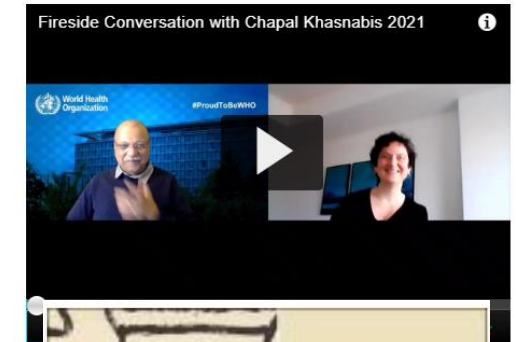 Fireside Conversation with Chapal Khasnabis 2021
World Health
Organization
#ProudToBeWHO